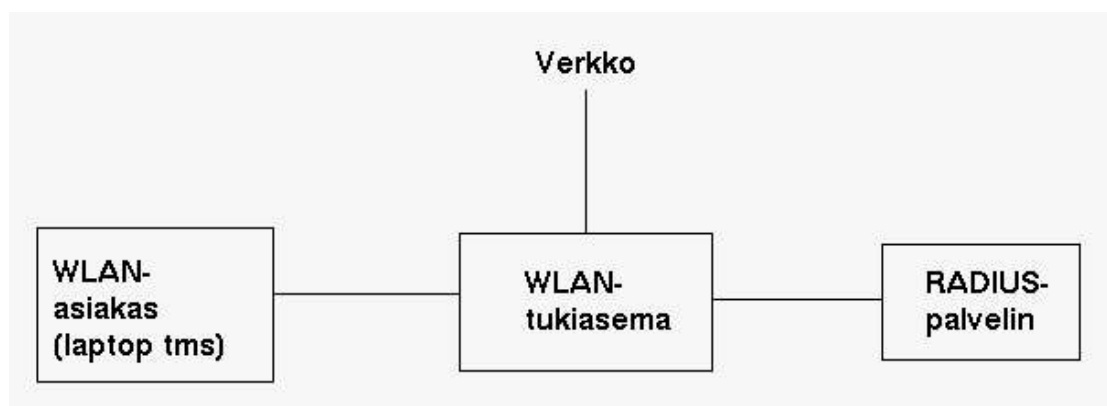 Verkko
WLAN-
asiakas
(laptop tms)
WLAN-
tukiasema
RADIUS-
palvelin